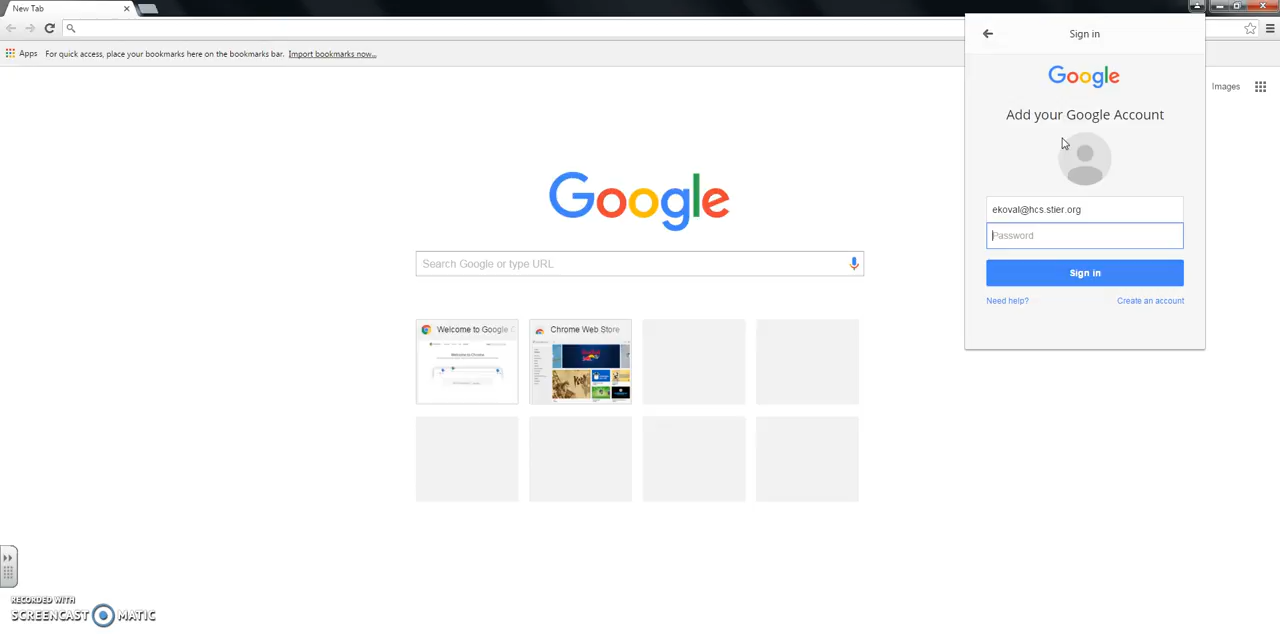 New Tab
Apps For quick access, place your bookmarks here on the bookmarks bar. Import bookmarks now...
Sign in
Google
Add your Google Account
ekoval@hcs.stier.org
Password
Sign in
Need help? Create an account
Images
Google
Search Google or type URL
Welcome to Google
Chrome Web Store
RECORDED WITH
SCREENCAST MATIC